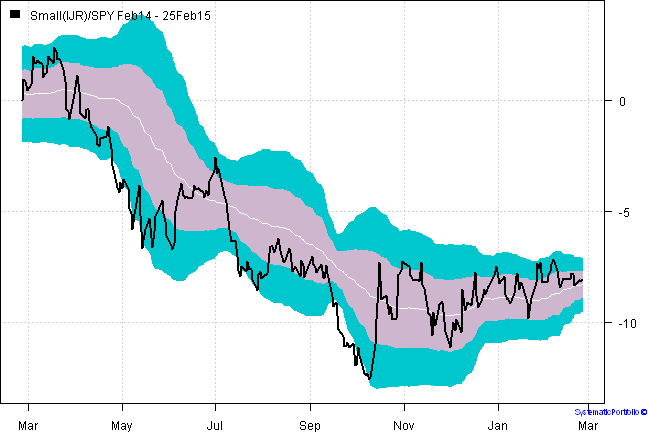 Small(IJR)/SPY Feb14 - 25Feb15
0
-5
-10
Mar May Jul Sep Nov Jan Mar
SystematicPortfolio ©